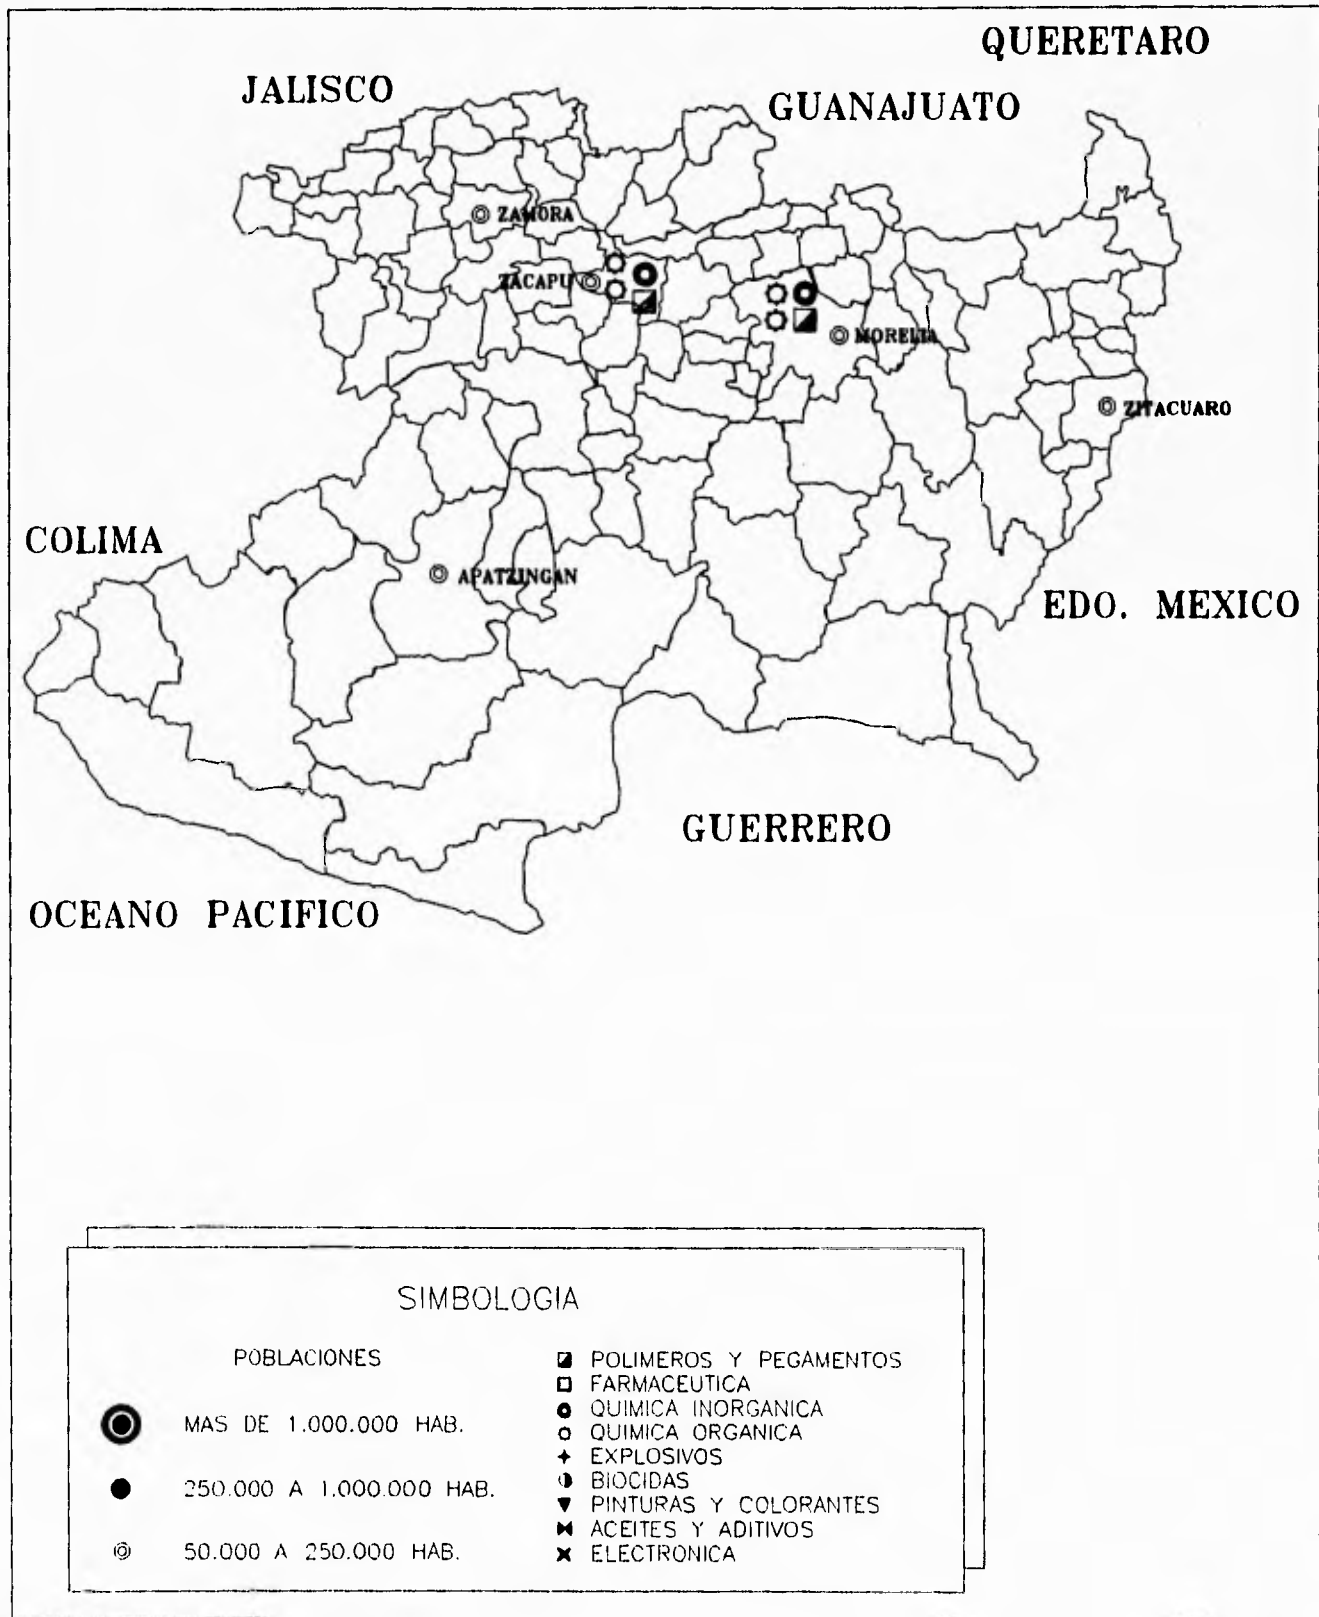 QUERETARO
JALISCO
GUANAJUATO
ZAMORA
ZACAPU
MORELIA
ZITACUARO
COLIMA
APATZINGAN
EDO. MEXICO
GUERRERO
OCEANO PACIFICO
SIMBOLOGIA
POBLACIONES
MAS DE 1.000.000 HAB.
250.000 A 1.000.000 HAB.
50.000 A 250.000 HAB.
POLIMEROS Y PEGAMENTOS
FARMACEUTICA
QUIMICA INORGANICA
QUIMICA ORGANICA
EXPLOSIVOS
BIOCIDAS
PINTURAS Y COLORANTES
ACEITES Y ADITIVOS
ELECTRONICA